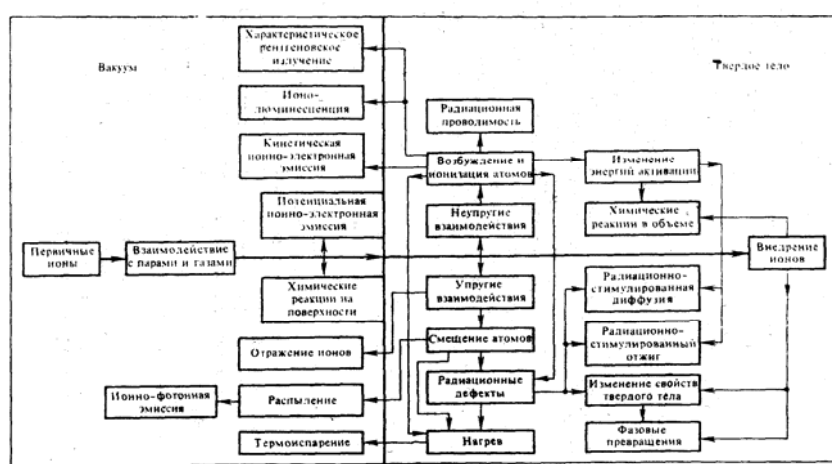 Вакуум
Твердое тело
Характеристическое
рентгеновское
излучение
Ионо-
люминесценция
Кинетическая
ионно-электронная
эмиссия
Потенциальная
ионно-электронная
эмиссия
Первичные
ионы
Взаимодействие
с парами и газами
Химические
реакции на
поверхности
Отражение ионов
Ионно-фотонная
эмиссия
Распыление
Термоиспарение
Радиационная
проводимость
Возбуждение и
ионизация атомов
Неупругие
взаимодействия
Упругие
взаимодействия
Смещение атомов
Радиационные
дефекты
Нагрев
Изменение
энергий активации
Химические
реакции в объеме
Внедрение
ионов
Радиационно-
стимулированная
диффузия
Радиационно-
стимулированный
отжиг
Изменение свойств
твердого тела
Фазовые
превращения